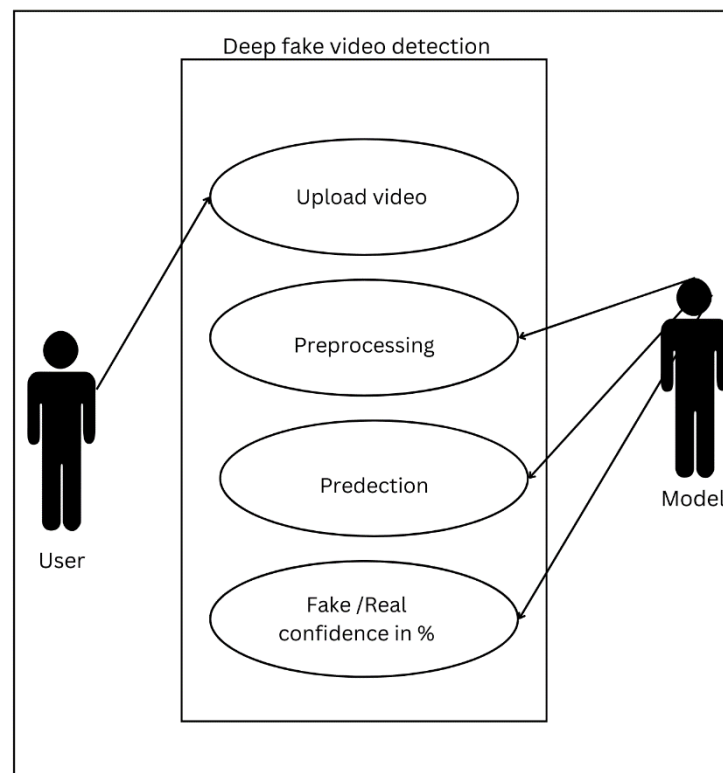 Deep fake video detection
Upload video
Preprocessing
Predection
Fake /Real
confidence in %
User
Model